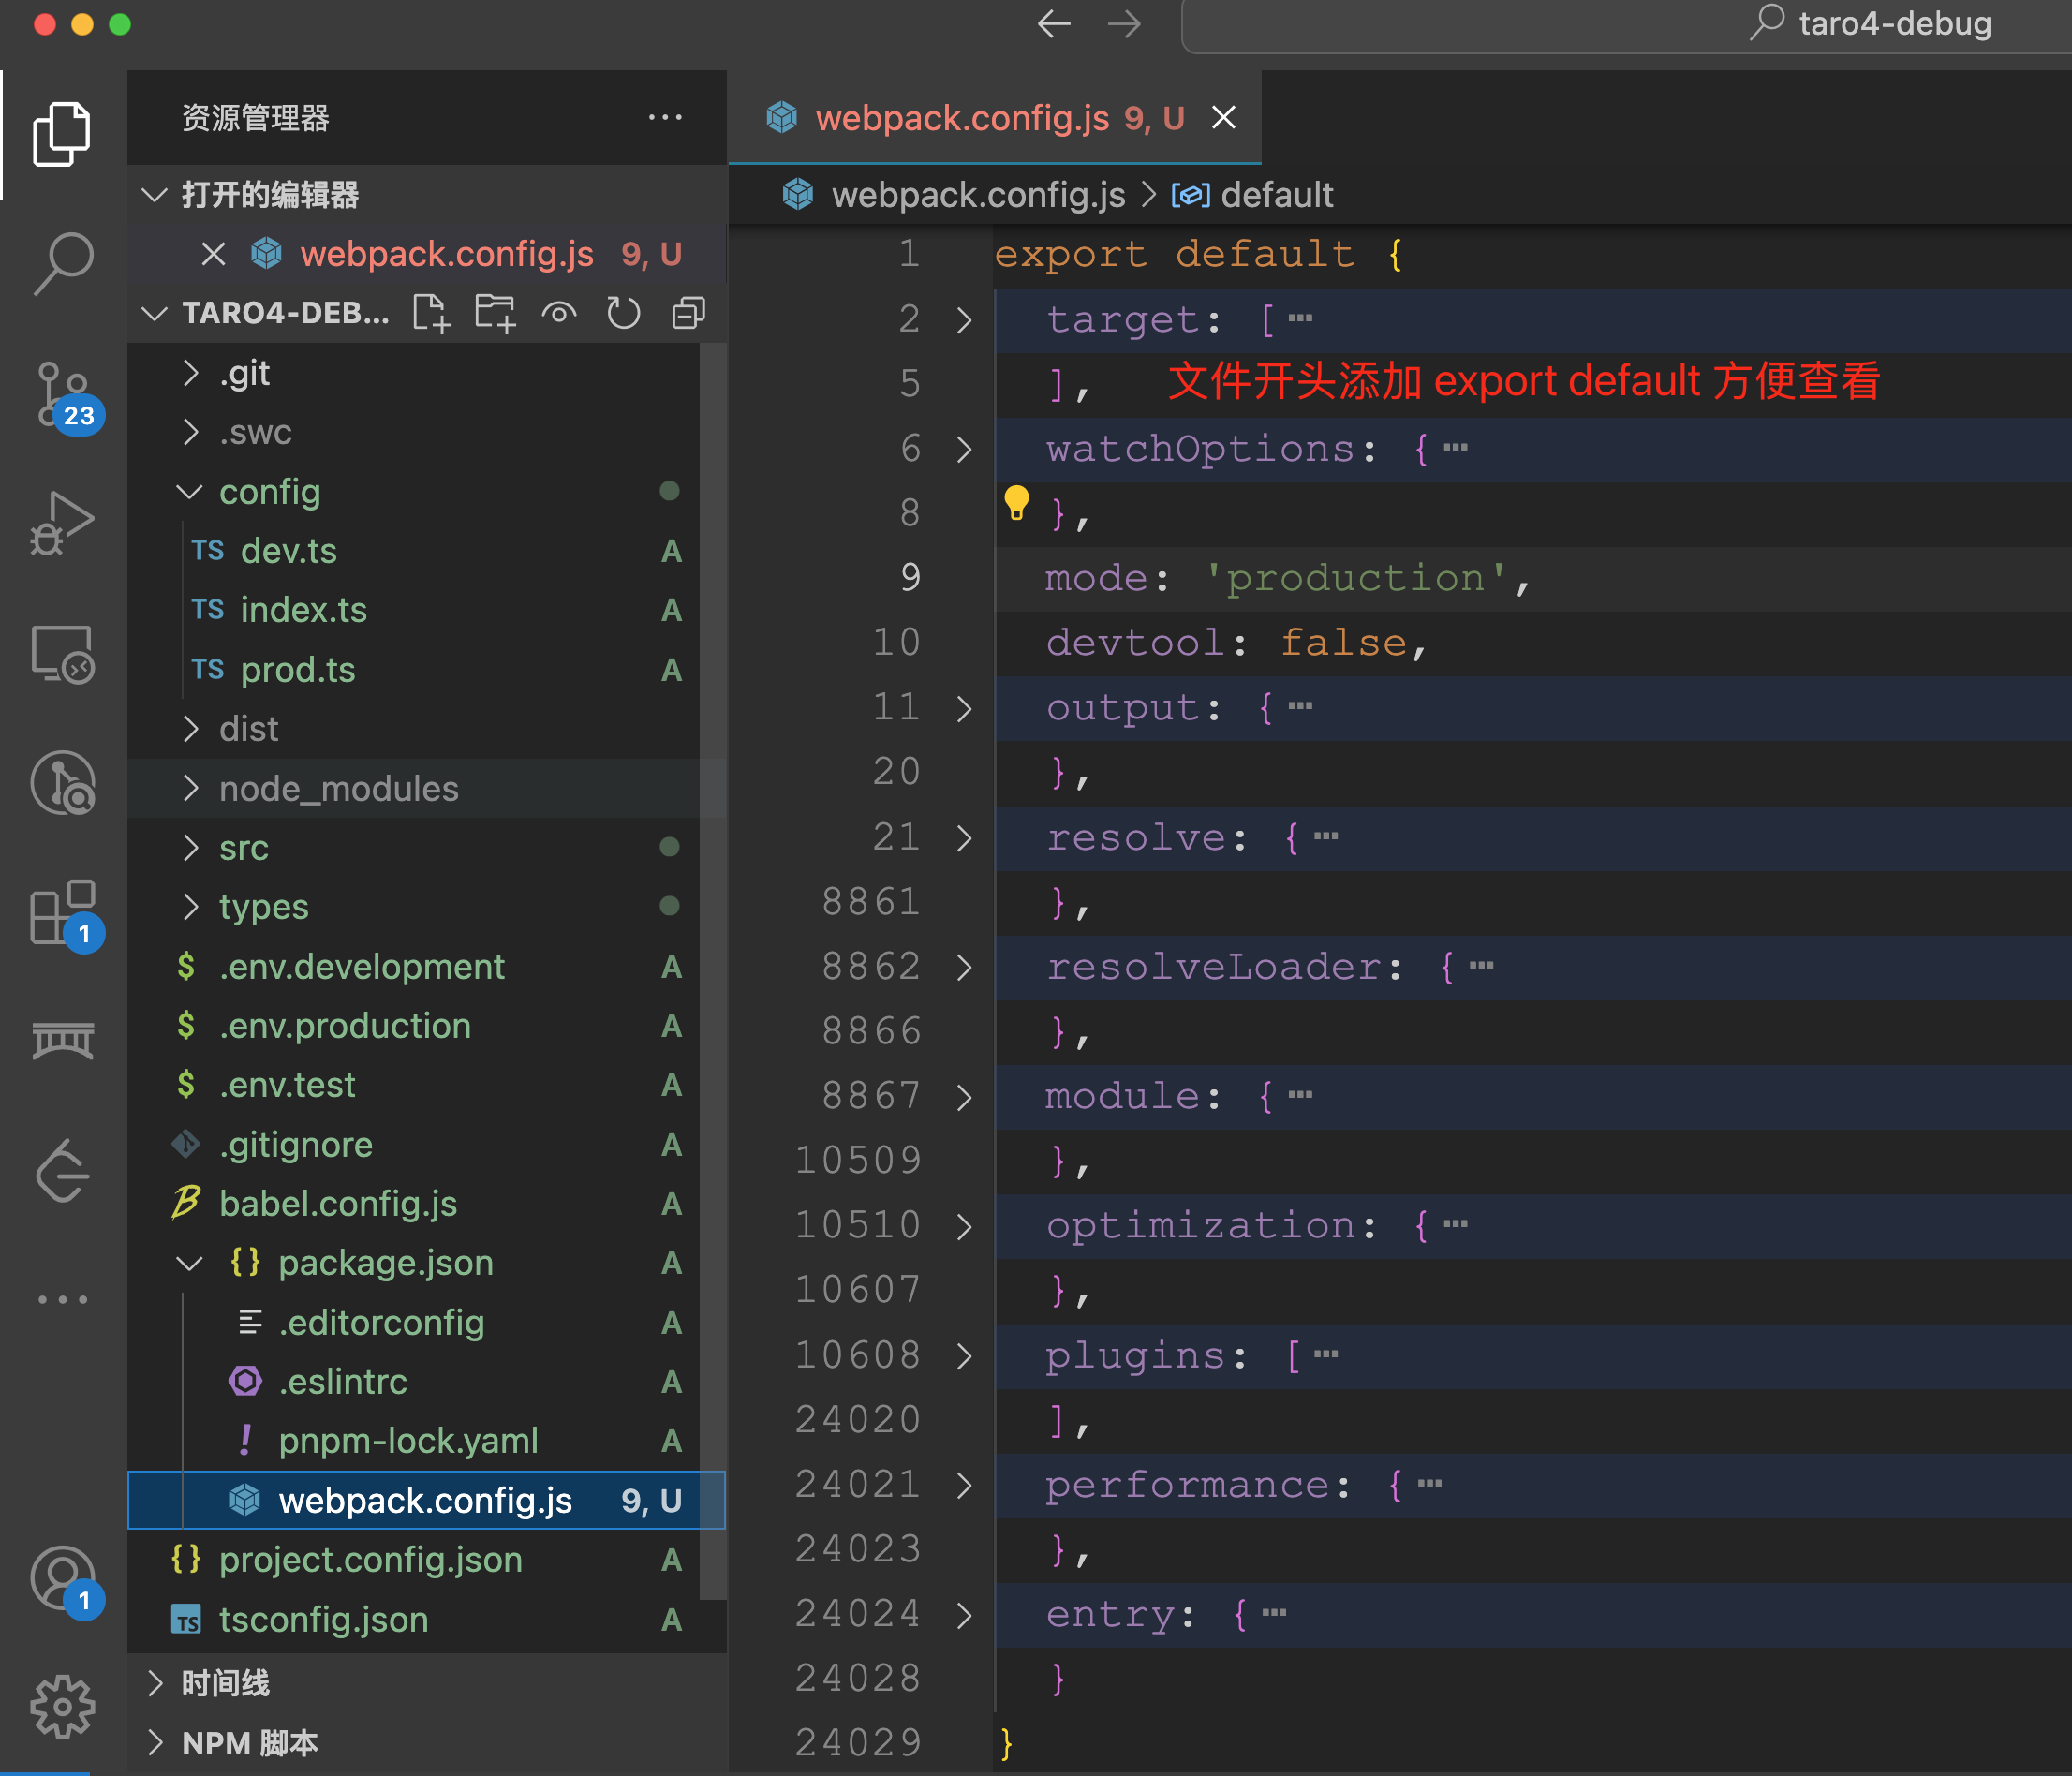 taro4-debug
资源管理器
webpack.config.js 9, U
打开的编辑器
webpack.config.js > default
webpack.config.js 9, U
TARO4-DEB...
.git
.swc
config
TS dev.ts A
TS index.ts A
TS prod.ts A
dist
node_modules
src
types
$ .env.development A
$ .env.production A
$ .env.test A
.gitignore A
babel.config.js A
{} package.json A
.editorconfig A
.eslintrc A
! pnpm-lock.yaml A
webpack.config.js 9, U
{} project.config.json A
TS tsconfig.json A
时间线
NPM 脚本
23
1
1
1 export default {
2 target: [ ···
5 ], 文件开头添加 export default 方便查看
6 watchOptions: { ···
8 },
9 mode: 'production',
10 devtool: false,
11 output: { ···
20 },
21 resolve: { ···
8861 },
8862 resolveLoader: { ···
8866 },
8867 module: { ···
10509 },
10510 optimization: { ···
10607 },
10608 plugins: [ ···
24020 ],
24021 performance: { ···
24023 },
24024 entry: { ···
24028 }
24029 }